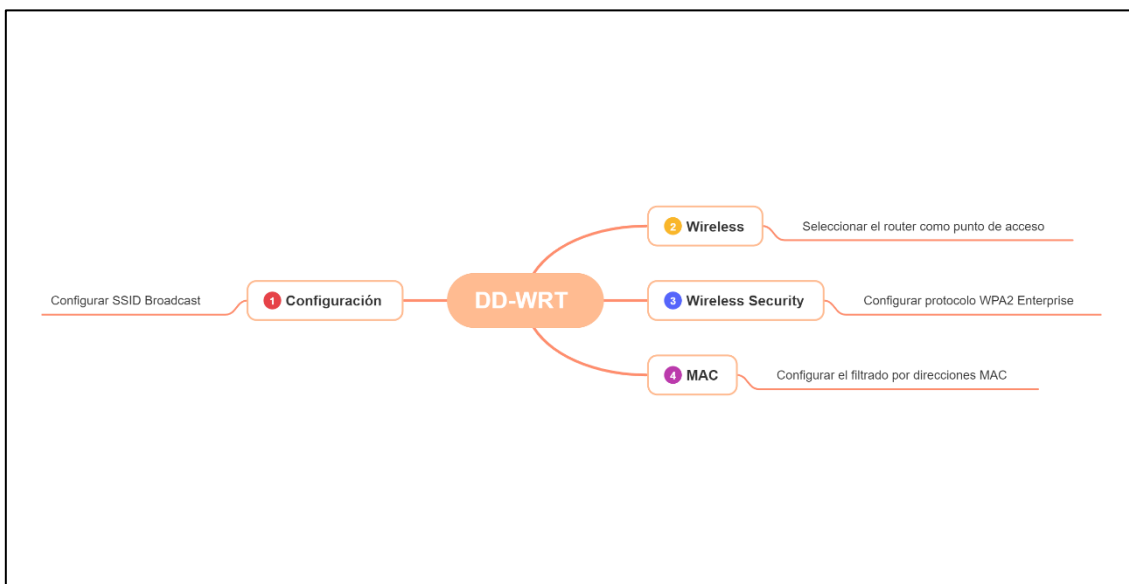 DD-WRT
1 Configuración
Configurar SSID Broadcast
2 Wireless
Seleccionar el router como punto de acceso
3 Wireless Security
Configurar protocolo WPA2 Enterprise
4 MAC
Configurar el filtrado por direcciones MAC